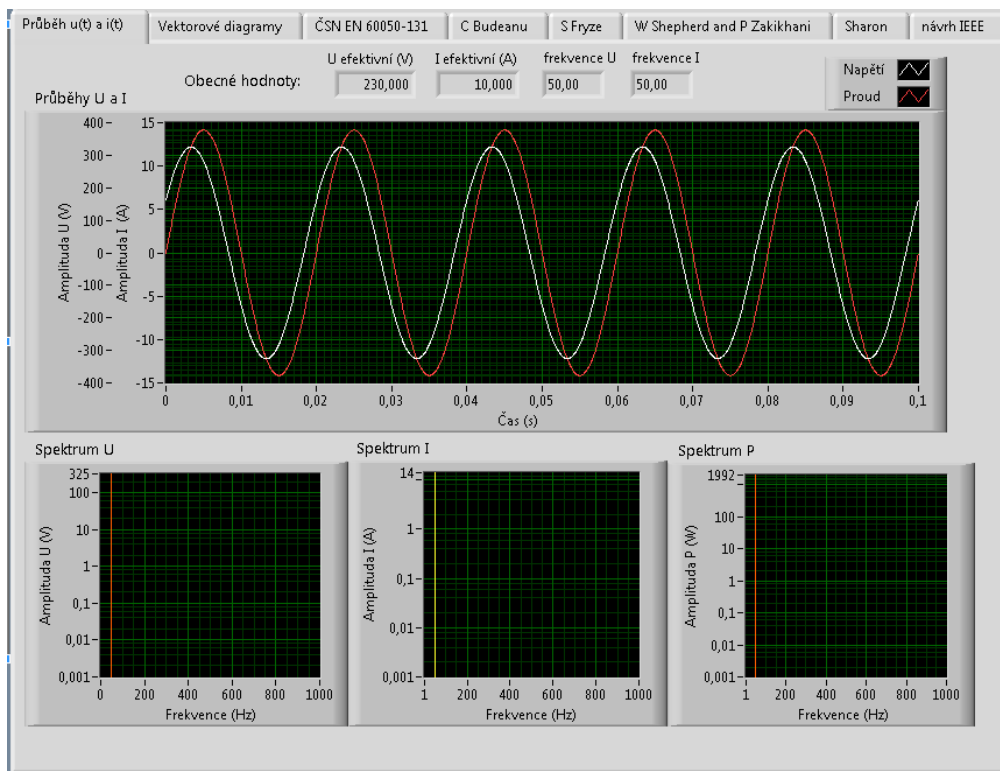 Průběh u(t) a i(t)
Vektorové diagramy
ČSN EN 60050-131
C Budeanu
S Fryze
W Shepherd and P Zakikhani
Sharon
návrh IEEE
U efektivní (V)
I efektivní (A)
frekvence U
frekvence I
Obecné hodnoty:
230,000
10,000
50,00
50,00
Napětí
Proud
Průběhy U a I
Amplituda U (V)
400
300
200
100
0
-100
-200
-300
-400
Amplituda I (A)
15
10
5
0
-5
-10
-15
0
0,01
0,02
0,03
0,04
0,05
0,06
0,07
0,08
0,09
0,1
Čas (s)
Spektrum U
Amplituda U (V)
325
100
10
1
0,1
0,01
0,001
0
200
400
600
800
1000
Frekvence (Hz)
Spektrum I
Amplituda I (A)
14
1
0,1
0,01
0,001
1
200
400
600
800
1000
Frekvence (Hz)
Spektrum P
Amplituda P (W)
1992
100
10
1
0,1
0,01
0,001
1
200
400
600
800
1000
Frekvence (Hz)